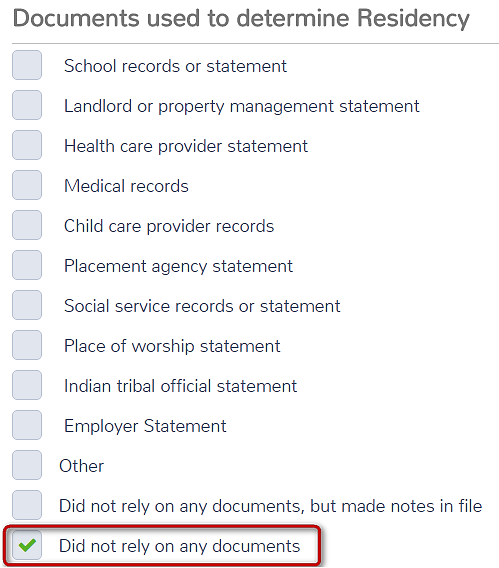 Documents used to determine Residency
School records or statement
Landlord or property management statement
Health care provider statement
Medical records
Child care provider records
Placement agency statement
Social service records or statement
Place of worship statement
Indian tribal official statement
Employer Statement
Other
Did not rely on any documents, but made notes in file
Did not rely on any documents